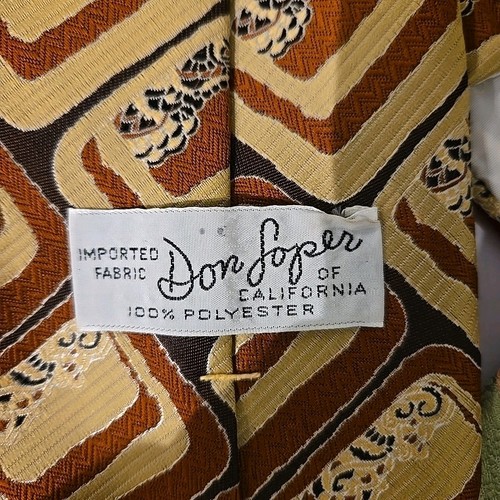 IMPORTED FABRIC
Don Loper
OF CALIFORNIA
100% POLYESTER